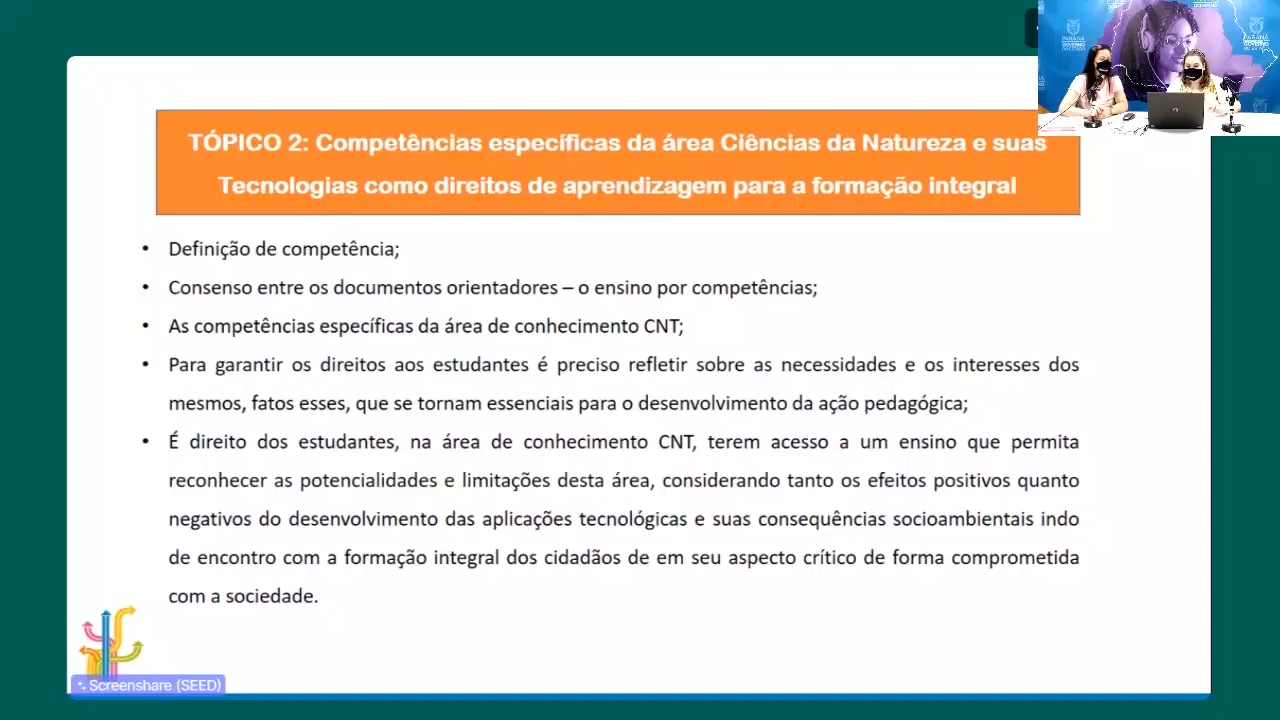 TÓPICO 2: Competências específicas da área Ciências da Natureza e suas
Tecnologias como direitos de aprendizagem para a formação integral
• Definição de competência;
• Consenso entre os documentos orientadores – o ensino por competências;
• As competências específicas da área de conhecimento CNT;
• Para garantir os direitos aos estudantes é preciso refletir sobre as necessidades e os interesses dos
mesmos, fatos esses, que se tornam essenciais para o desenvolvimento da ação pedagógica;
• É direito dos estudantes, na área de conhecimento CNT, terem acesso a um ensino que permita
reconhecer as potencialidades e limitações desta área, considerando tanto os efeitos positivos quanto
negativos do desenvolvimento das aplicações tecnológicas e suas consequências socioambientais indo
de encontro com a formação integral dos cidadãos de em seu aspecto crítico de forma comprometida
com a sociedade.
Screenshare (SEED)
PARANÁ
GOVERNO
PARANÁ
GOVERNO
GOVERNO